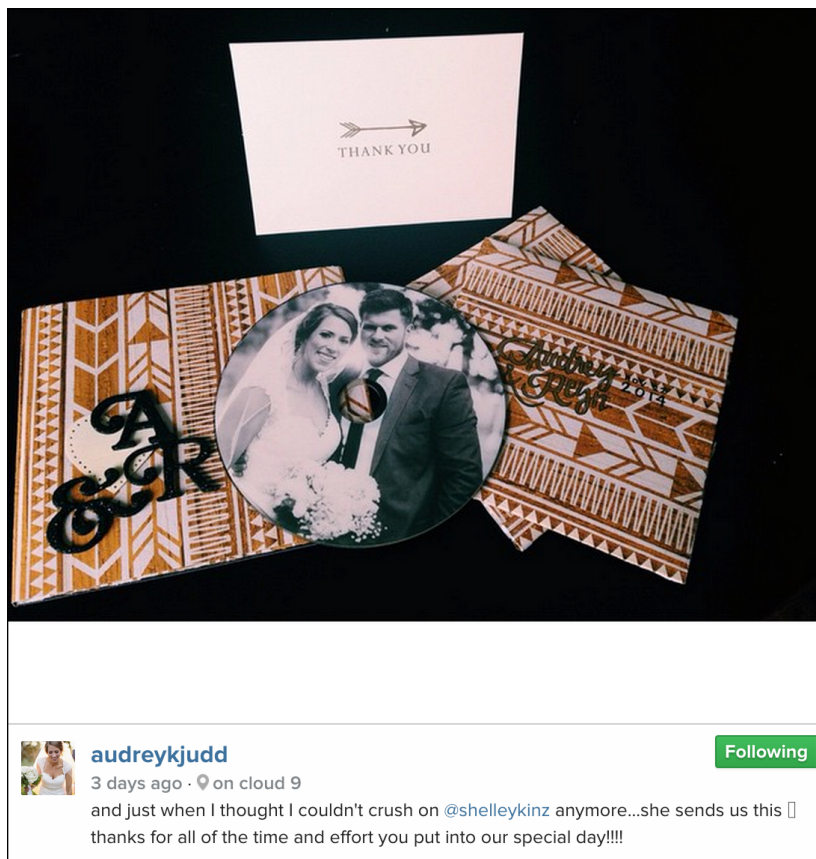 THANK YOU
A
& R
Audrey
& Reign
2014
audreykjudd
Following
3 days ago · on cloud 9
and just when I thought I couldn't crush on @shelleykinz anymore...she sends us this
thanks for all of the time and effort you put into our special day!!!!